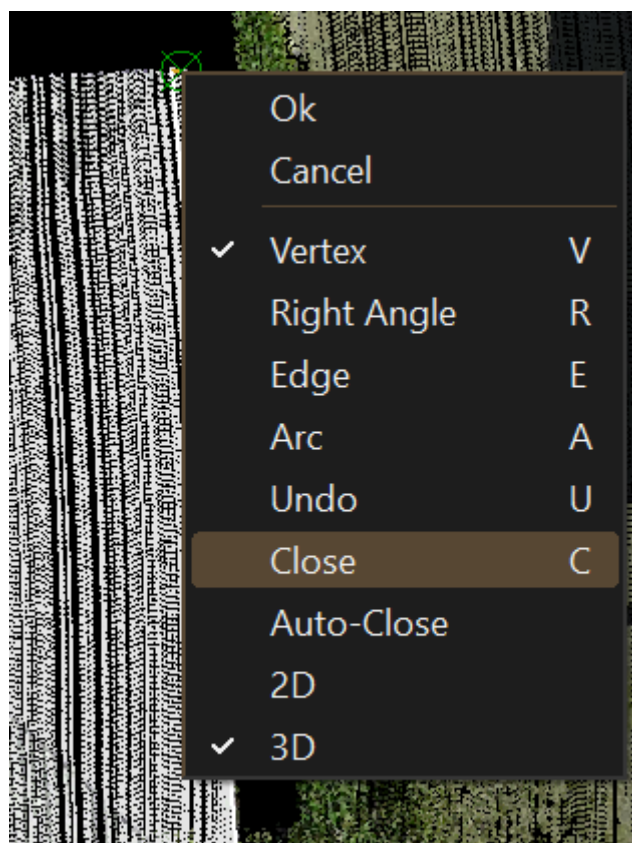 Ok
Cancel
Vertex V
Right Angle R
Edge E
Arc A
Undo U
Close C
Auto-Close
2D
3D